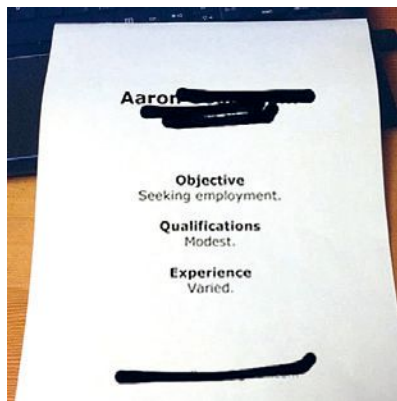 Aaron
Objective
Seeking employment.
Qualifications
Modest.
Experience
Varied.